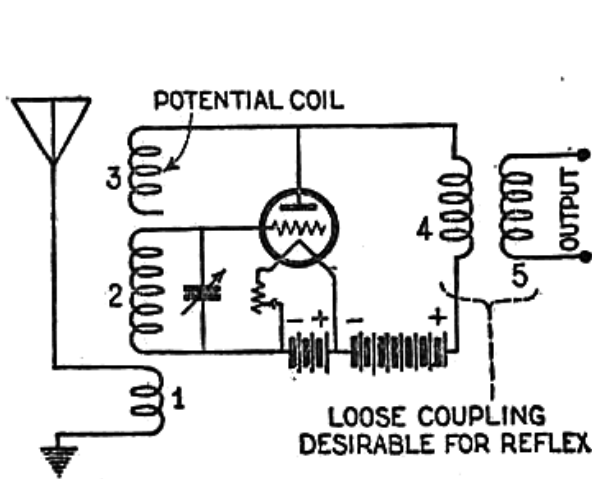 POTENTIAL COIL
3
4
OUTPUT
5
2
- + - +
1
LOOSE COUPLING
DESIRABLE FOR REFLEX